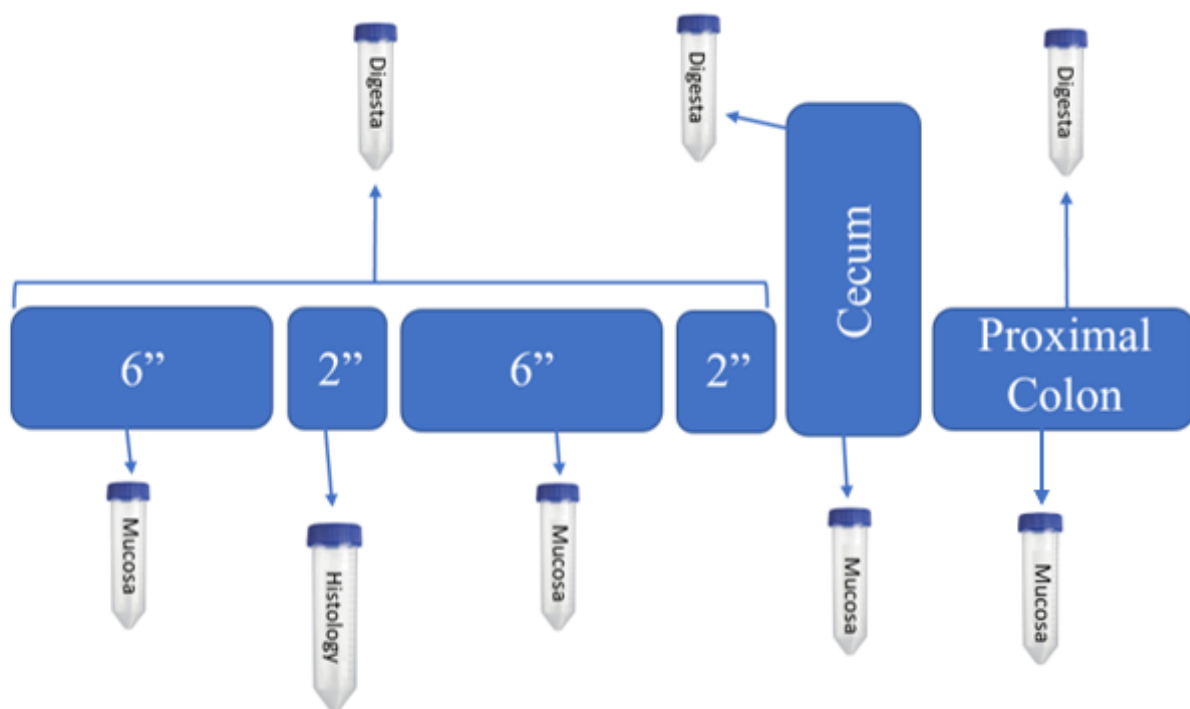 Digesta
Digesta
Digesta
6”
2”
6”
2”
Cecum
Proximal
Colon
Mucosa
Histology
Mucosa
Mucosa
Mucosa